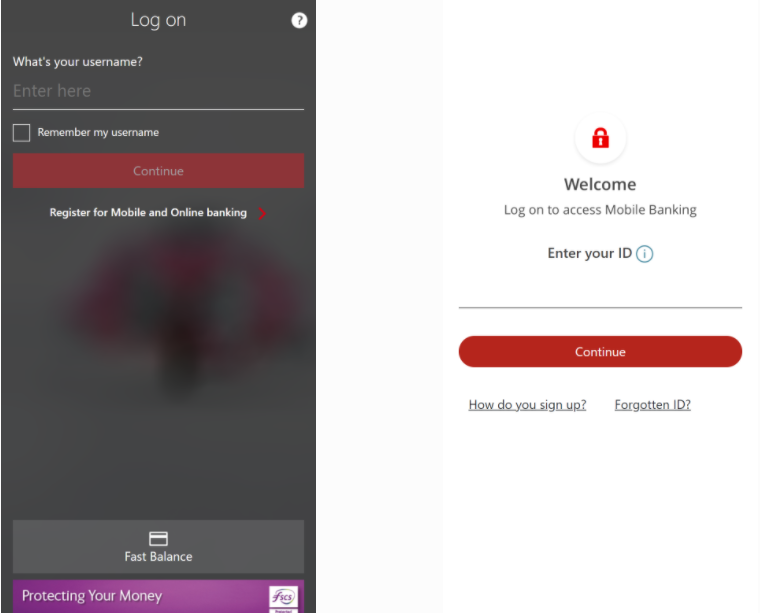 Log on
?
What's your username?
Enter here
Remember my username
Continue
Register for Mobile and Online banking
Fast Balance
Protecting Your Money
FSCS
Welcome
Log on to access Mobile Banking
Enter your ID i
Continue
How do you sign up? Forgotten ID?